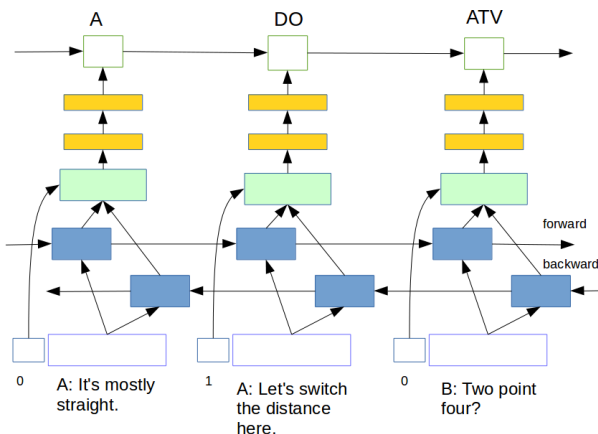 A DO ATV
forward
backward
0 1 0
A: It's mostly
straight.
A: Let's switch
the distance
here.
B: Two point
four?